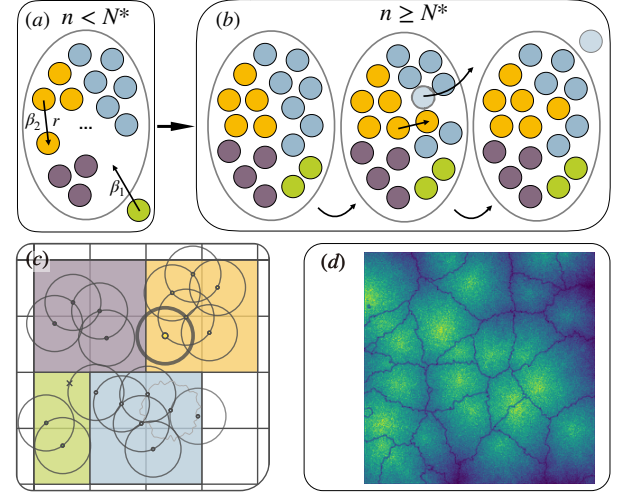 (a) n < N*
β₂ r
...
β₁
(b) n ≥ N*
(c)
(d)